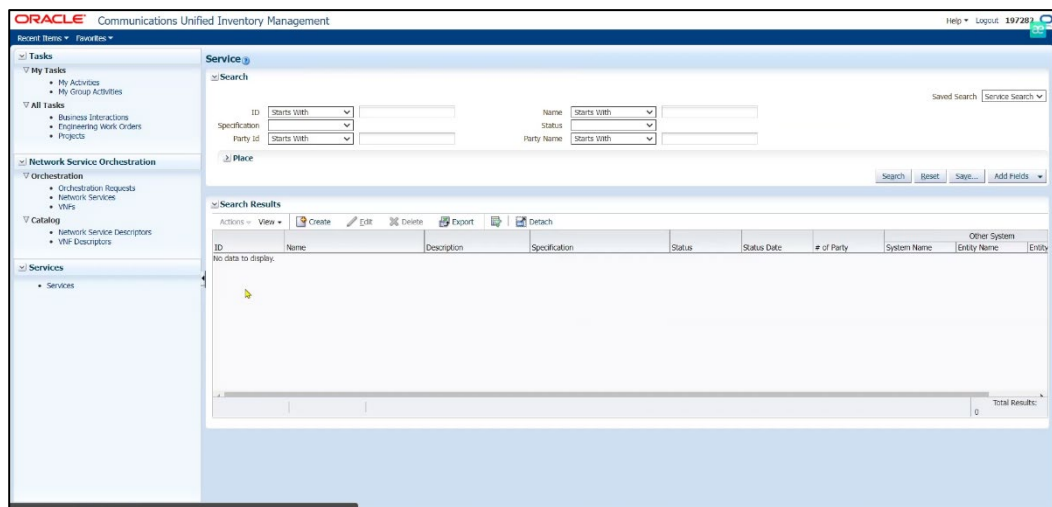 ORACLE Communications Unified Inventory Management Help Logout 197282
æ
Recent Items Favorites
Tasks
My Tasks
My Activities
My Group Activities
All Tasks
Business Interactions
Engineering Work Orders
Projects
Network Service Orchestration
Orchestration
Orchestration Requests
Network Services
VNFs
Catalog
Network Service Descriptors
VNF Descriptors
Services
Services
Service
Search
Saved Search Service Search
ID Starts With Name Starts With
Specification Status
Party Id Starts With Party Name Starts With
Place
Search Reset Save... Add Fields
Search Results
Actions View Create Edit Delete Export Detach
Other System
ID Name Description Specification Status Status Date # of Party System Name Entity Name Entity
No data to display.
Total Results:
0